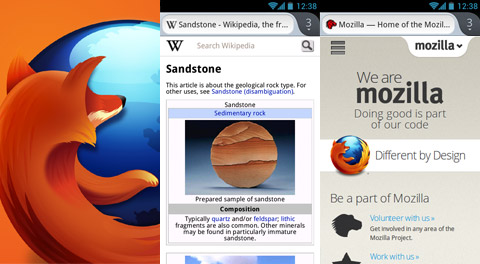 12:38
Sandstone - Wikipedia, the fr...
3
W
Search Wikipedia
Sandstone
This article is about the geological rock type. For
other uses, see Sandstone (disambiguation).
Sandstone
Sedimentary rock
Prepared sample of sandstone
Composition
Typically quartz and/or feldspar; lithic
fragments are also common. Other minerals
may be found in particularly immature
sandstone.
12:38
Mozilla — Home of the Mozil...
3
mozilla
We are
mozilla
Doing good is part
of our code
Different by Design
Be a part of Mozilla
Volunteer with us »
Get involved in any area of the
Mozilla Project.
Work with us »